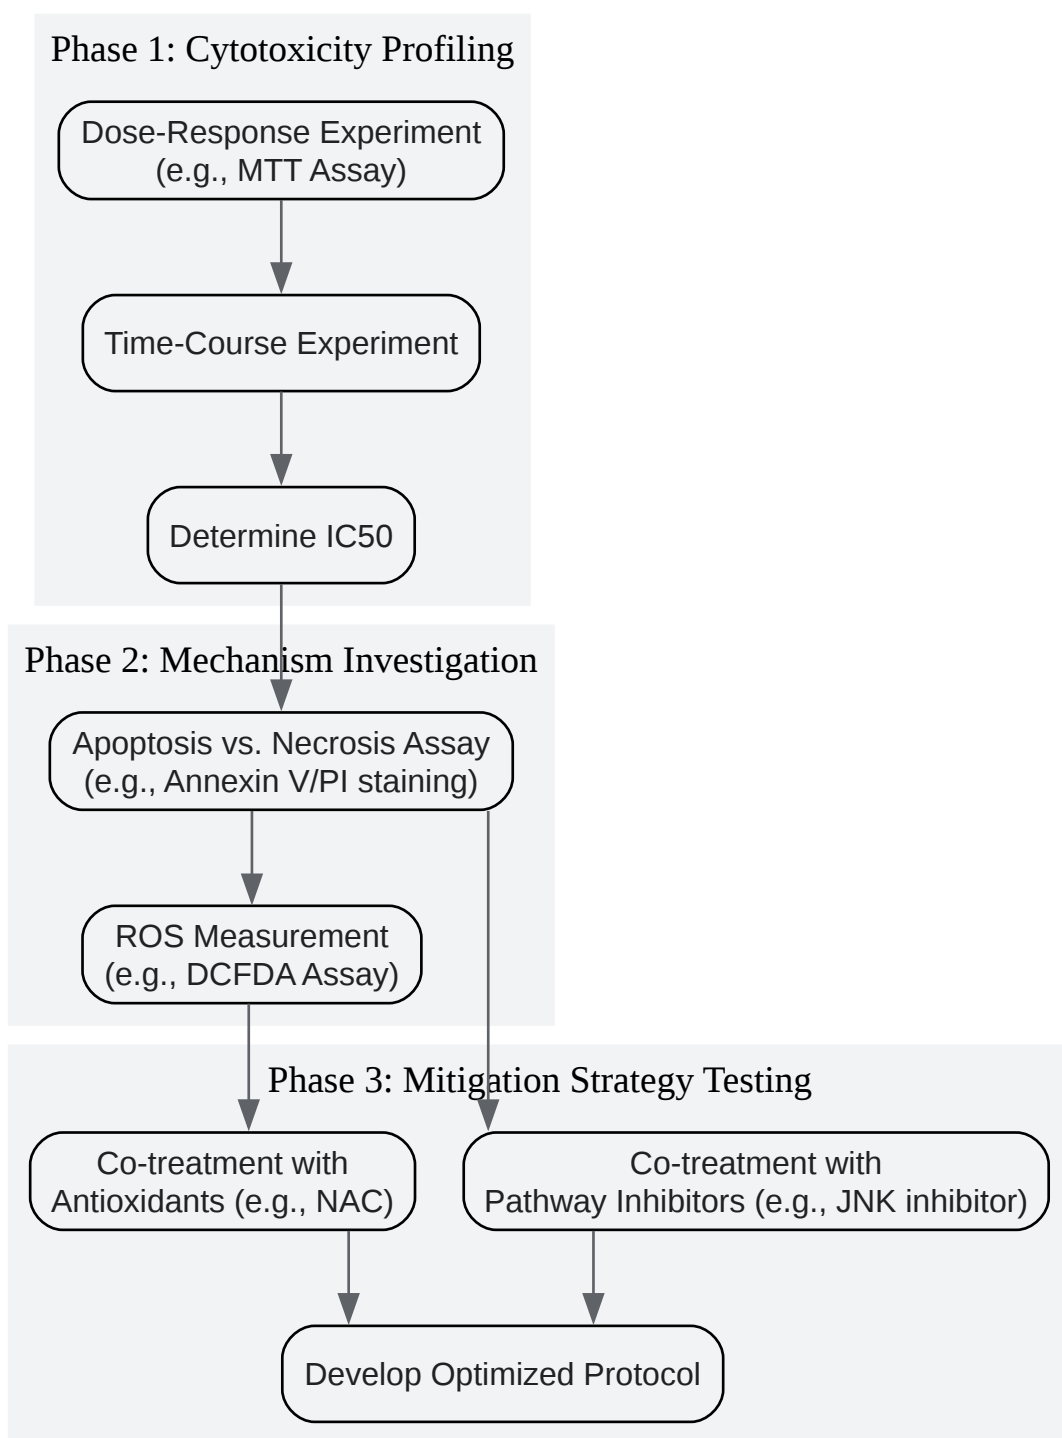 Phase 1: Cytotoxicity Profiling
Dose-Response Experiment
(e.g., MTT Assay)
Time-Course Experiment
Determine IC50
Phase 2: Mechanism Investigation
Apoptosis vs. Necrosis Assay
(e.g., Annexin V/PI staining)
ROS Measurement
(e.g., DCFDA Assay)
Phase 3: Mitigation Strategy Testing
Co-treatment with
Antioxidants (e.g., NAC)
Co-treatment with
Pathway Inhibitors (e.g., JNK inhibitor)
Develop Optimized Protocol